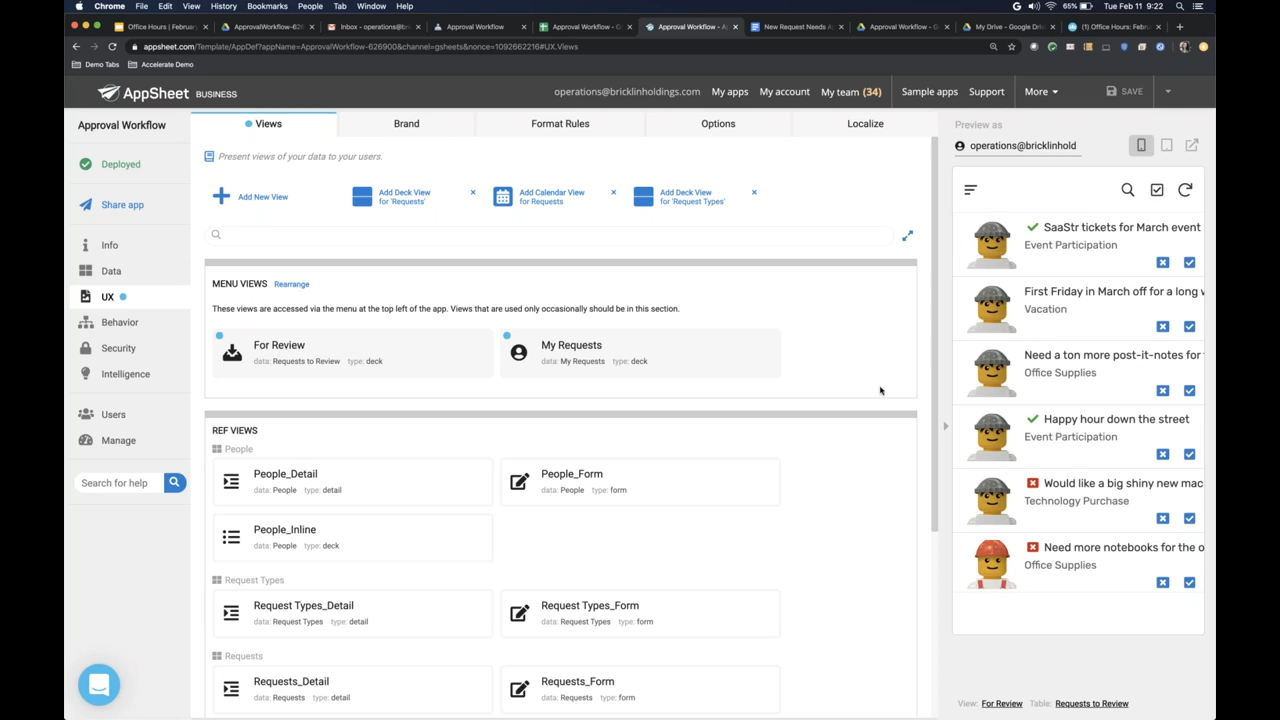 Chrome File Edit View History Bookmarks People Tab Window Help
65% Tue Feb 11 9:22
Office Hours | February
ApprovalWorkflow-626
Inbox - operations@bri
Approval Workflow
Approval Workflow - G
Approval Workflow - A
New Request Needs A
ApprovalWorkflow - G
My Drive - Google Dri
(1) Office Hours: Feb
appsheet.com/Template/AppDef?appName=ApprovalWorkflow-626900&channel=gsheets&nonce=1092662216#UX.Views
Demo Tabs Accelerate Demo
AppSheet BUSINESS
operations@bricklinholdings.com My apps My account My team (34) Sample apps Support More SAVE
Approval Workflow
Deployed
Share app
Info
Data
UX
Behavior
Security
Intelligence
Users
Manage
Search for help
Views Brand Format Rules Options Localize
Present views of your data to your users.
Add New View
Add Deck View
for 'Requests'
Add Calendar View
for Requests
Add Deck View
for 'Request Types'
MENU VIEWS Rearrange
These views are accessed via the menu at the top left of the app. Views that are used only occasionally should be in this section.
For Review
data: Requests to Review type: deck
My Requests
data: My Requests type: deck
REF VIEWS
People
People_Detail
data: People type: detail
People_Form
data: People type: form
People_Inline
data: People type: deck
Request Types
Request Types_Detail
data: Request Types type: detail
Request Types_Form
data: Request Types type: form
Requests
Requests_Detail
data: Requests type: detail
Requests_Form
data: Requests type: form
Preview as
operations@bricklinhold
SaaStr tickets for March event
Event Participation
First Friday in March off for a long w
Vacation
Need a ton more post-it-notes for
Office Supplies
Happy hour down the street
Event Participation
Would like a big shiny new mac
Technology Purchase
Need more notebooks for the o
Office Supplies
View: For Review Table: Requests to Review